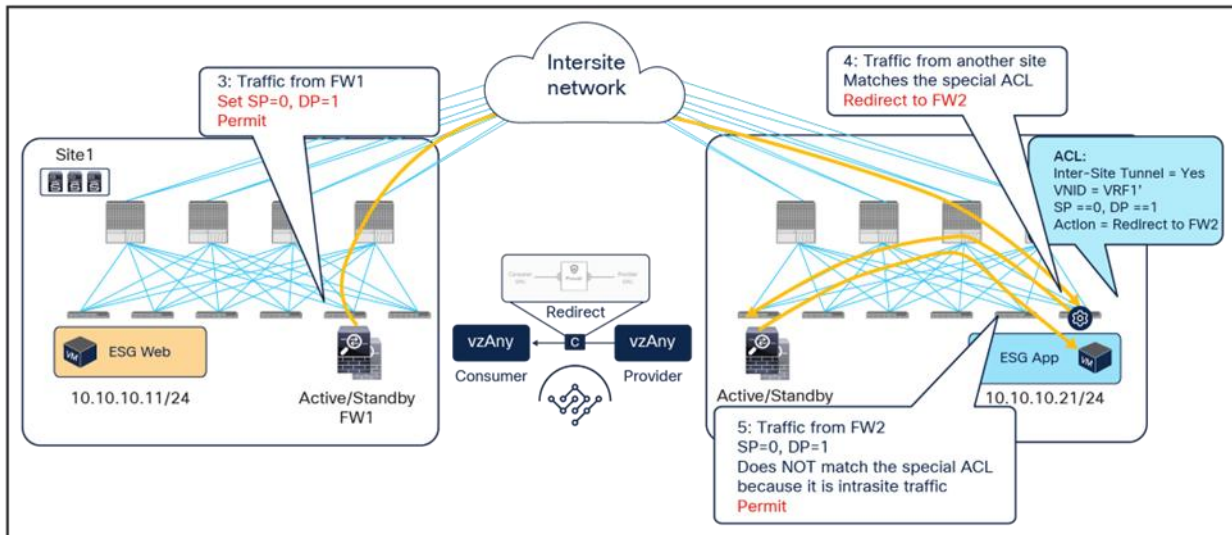 Intersite
network
3: Traffic from FW1
Set SP=0, DP=1
Permit
4: Traffic from another site
Matches the special ACL
Redirect to FW2
Site1
ACL:
Inter-Site Tunnel = Yes
VNID = VRF1'
SP ==0, DP ==1
Action = Redirect to FW2
Redirect
vzAny
C
vzAny
Consumer
Provider
VM
ESG Web
10.10.10.11/24
Active/Standby
FW1
Active/Standby
ESG App
VM
10.10.10.21/24
5: Traffic from FW2
SP=0, DP=1
Does NOT match the special ACL
because it is intrasite traffic
Permit